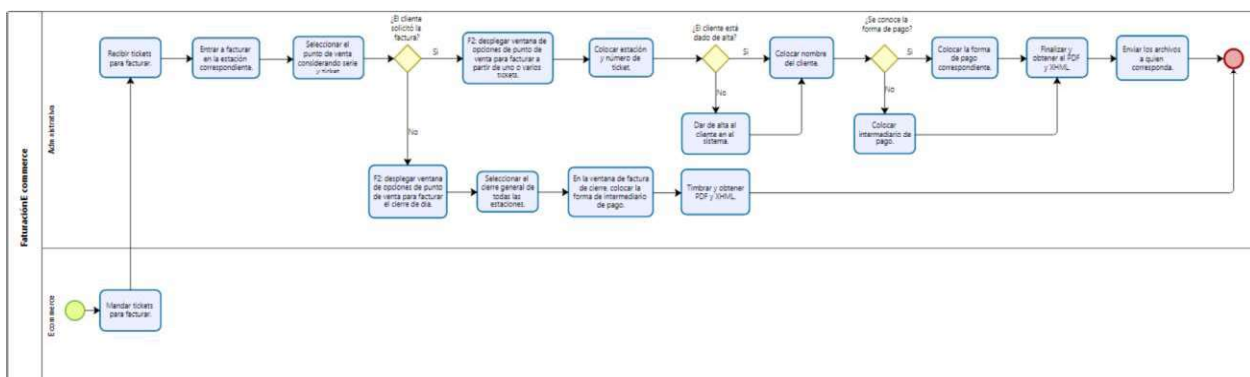 FaturaciónE commerce
Administrativa
Ecommerce
Recibir tickets
para facturar.
Entrar a facturar
en la estación
correspondiente.
Seleccionar el
punto de venta
considerando serie
y ticket
¿El cliente
solicitó la
factura?
Si
No
F2: desplegar ventana
de opciones de punto de
venta para facturar a
partir de uno o varios
tickets.
Colocar estación
y número de
ticket.
¿El cliente está
dado de alta?
Si
No
Colocar nombre
del cliente.
Dar de alta al
cliente en el
sistema.
¿Se conoce la
forma de pago?
Si
No
Colocar la forma
de pago
correspondiente.
Colocar
intermediario de
pago.
Finalizar y
obtener el PDF
y XHML.
Enviar los archivos
a quien
corresponda.
F2: desplegar ventana
de opciones de punto
de venta para facturar
el cierre de dia.
Seleccionar el
cierre general de
todas las
estaciones.
En la ventana de factura
de cierre, colocar la
forma de intermediario
de pago.
Timbrar y obtener
PDF y XHML.
Mandar tickets
para facturar.